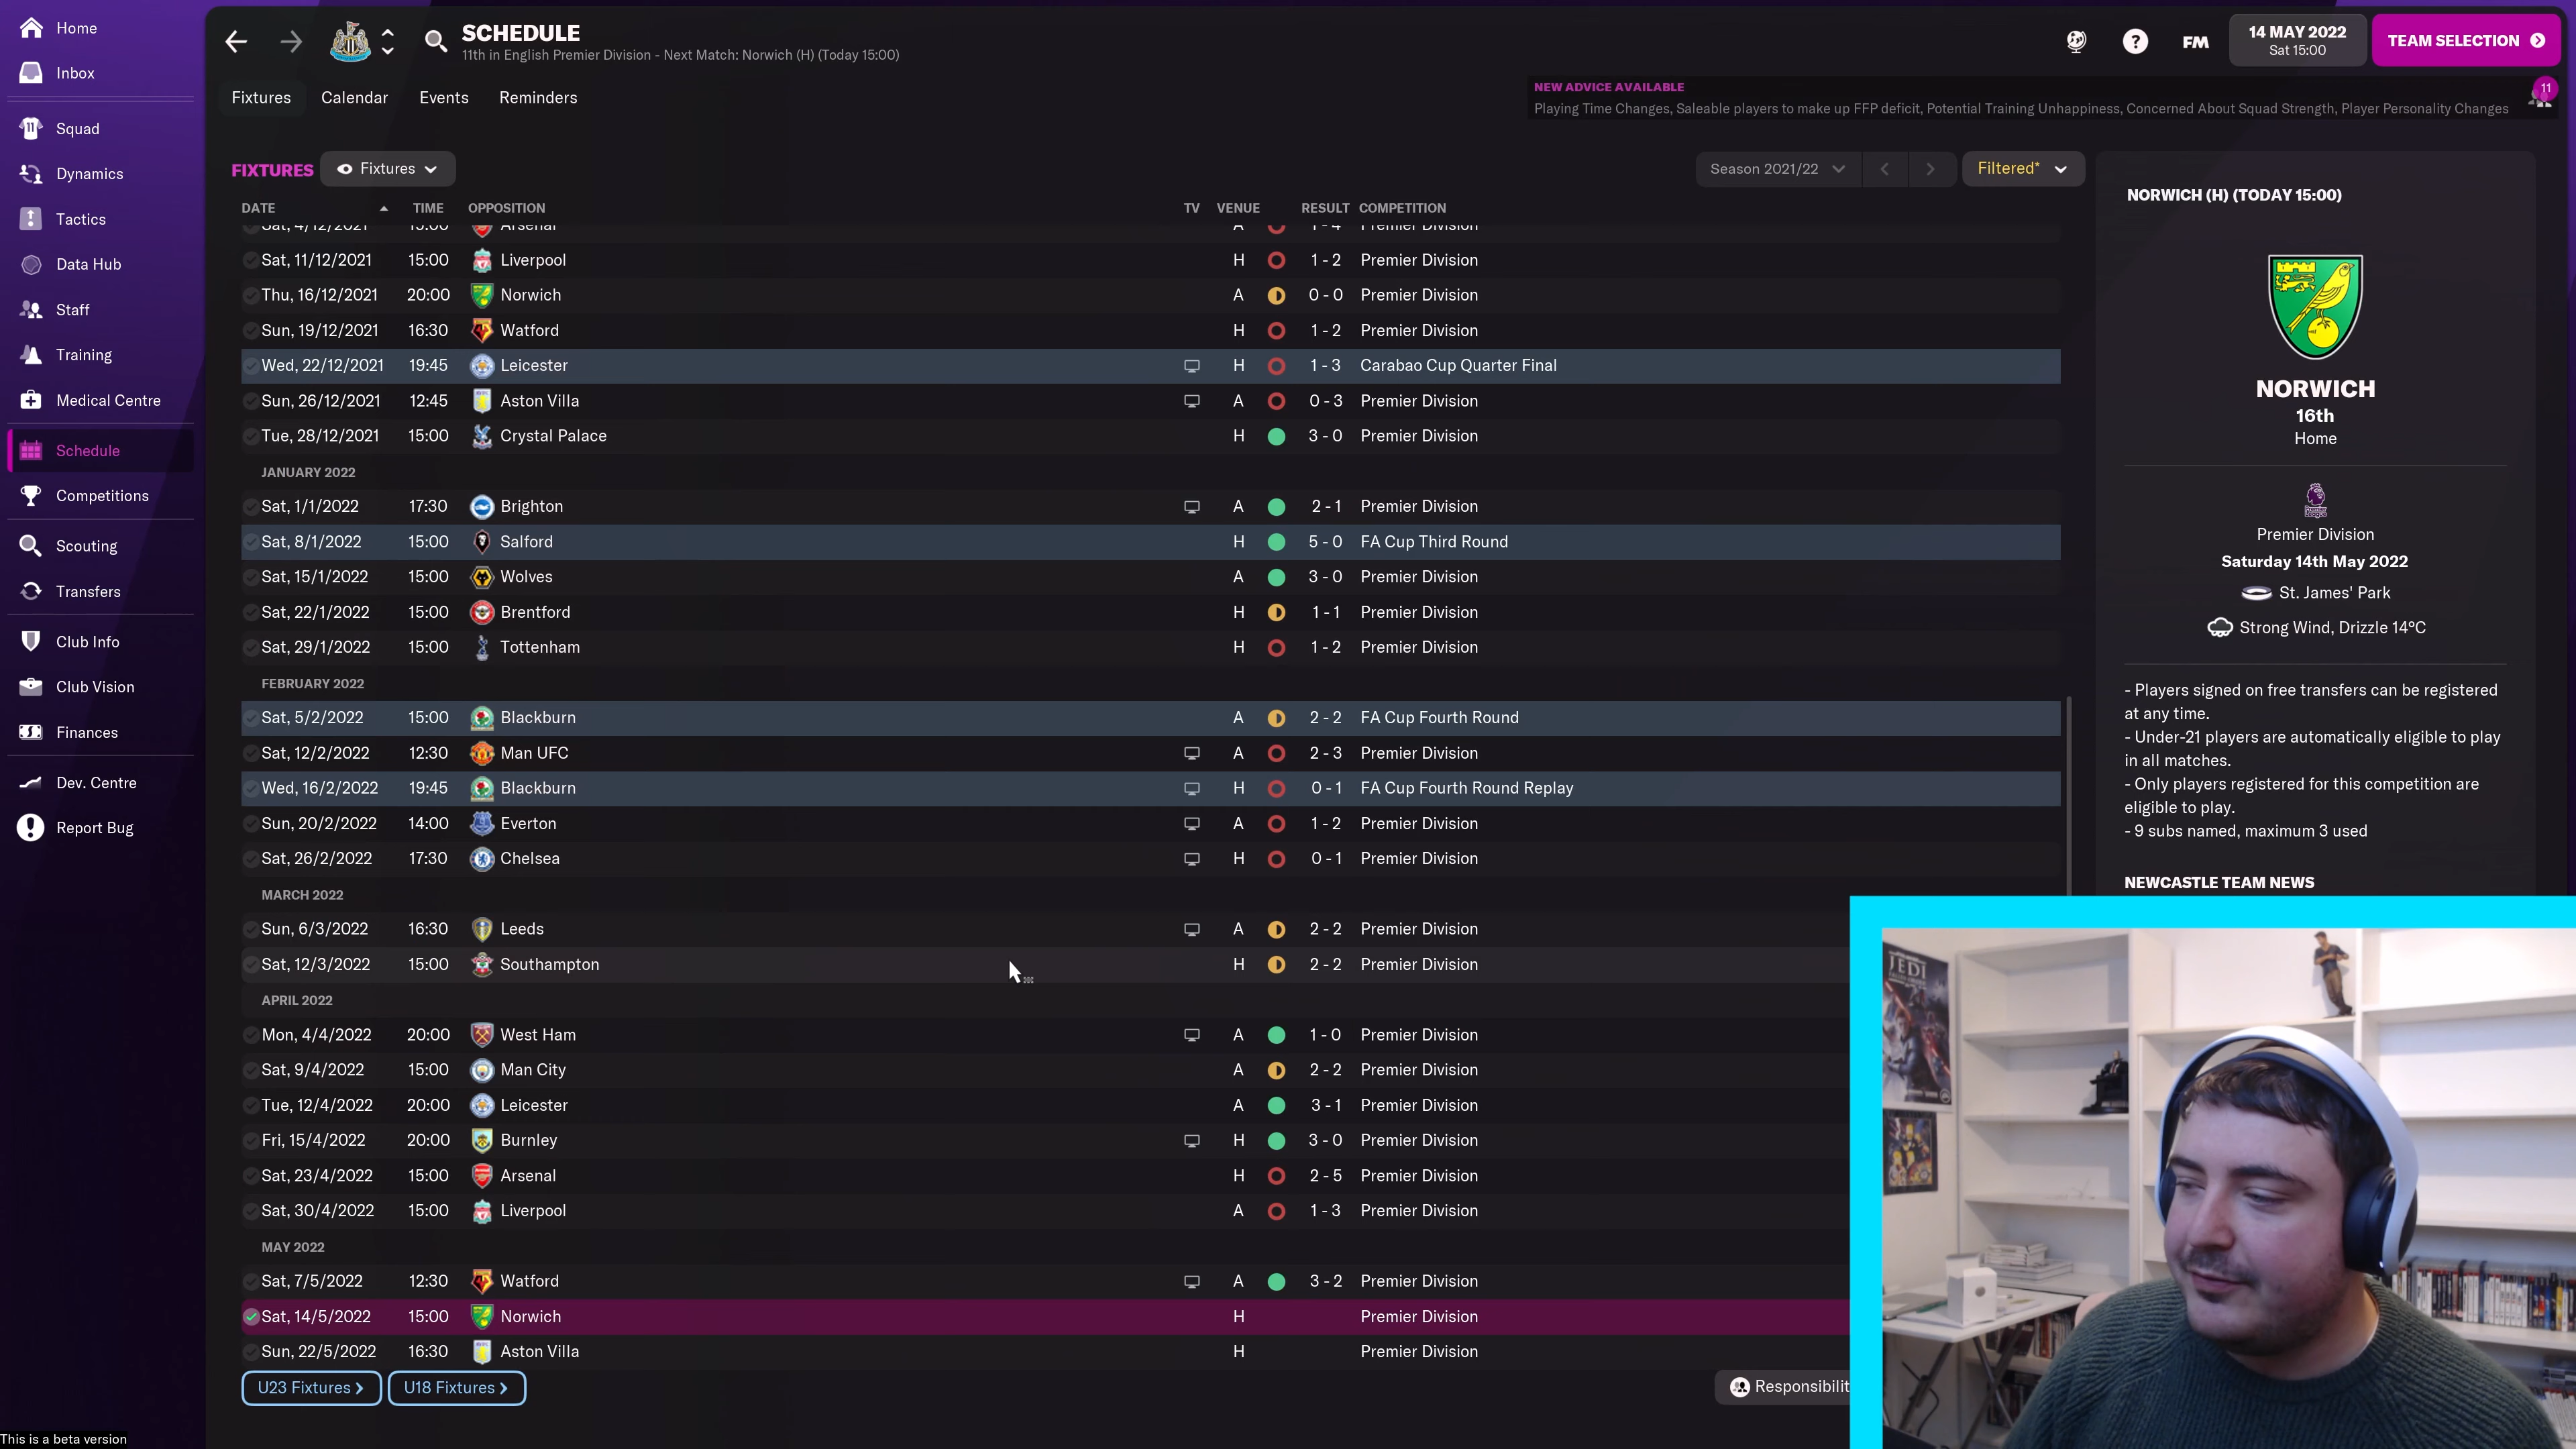 Home
Inbox
Squad
Dynamics
Tactics
Data Hub
Staff
Training
Medical Centre
Schedule
Competitions
Scouting
Transfers
Club Info
Club Vision
Finances
Dev. Centre
Report Bug
This is a beta version
SCHEDULE
11th in English Premier Division - Next Match: Norwich (H) (Today 15:00)
FM
14 MAY 2022
Sat 15:00
TEAM SELECTION
Fixtures Calendar Events Reminders
NEW ADVICE AVAILABLE
11
Playing Time Changes, Saleable players to make up FFP deficit, Potential Training Unhappiness, Concerned About Squad Strength, Player Personality Changes
FIXTURES Fixtures
Season 2021/22
Filtered*
DATE TIME OPPOSITION TV VENUE RESULT COMPETITION
Sat, 4/12/2021 15:00 Arsenal A 1 - 4 Premier Division
Sat, 11/12/2021 15:00 Liverpool H 1 - 2 Premier Division
Thu, 16/12/2021 20:00 Norwich A 0 - 0 Premier Division
Sun, 19/12/2021 16:30 Watford H 1 - 2 Premier Division
Wed, 22/12/2021 19:45 Leicester H 1 - 3 Carabao Cup Quarter Final
Sun, 26/12/2021 12:45 Aston Villa A 0 - 3 Premier Division
Tue, 28/12/2021 15:00 Crystal Palace H 3 - 0 Premier Division
JANUARY 2022
Sat, 1/1/2022 17:30 Brighton A 2 - 1 Premier Division
Sat, 8/1/2022 15:00 Salford H 5 - 0 FA Cup Third Round
Sat, 15/1/2022 15:00 Wolves A 3 - 0 Premier Division
Sat, 22/1/2022 15:00 Brentford H 1 - 1 Premier Division
Sat, 29/1/2022 15:00 Tottenham H 1 - 2 Premier Division
FEBRUARY 2022
Sat, 5/2/2022 15:00 Blackburn A 2 - 2 FA Cup Fourth Round
Sat, 12/2/2022 12:30 Man UFC A 2 - 3 Premier Division
Wed, 16/2/2022 19:45 Blackburn H 0 - 1 FA Cup Fourth Round Replay
Sun, 20/2/2022 14:00 Everton A 1 - 2 Premier Division
Sat, 26/2/2022 17:30 Chelsea H 0 - 1 Premier Division
MARCH 2022
Sun, 6/3/2022 16:30 Leeds A 2 - 2 Premier Division
Sat, 12/3/2022 15:00 Southampton H 2 - 2 Premier Division
APRIL 2022
Mon, 4/4/2022 20:00 West Ham A 1 - 0 Premier Division
Sat, 9/4/2022 15:00 Man City A 2 - 2 Premier Division
Tue, 12/4/2022 20:00 Leicester A 3 - 1 Premier Division
Fri, 15/4/2022 20:00 Burnley H 3 - 0 Premier Division
Sat, 23/4/2022 15:00 Arsenal H 2 - 5 Premier Division
Sat, 30/4/2022 15:00 Liverpool A 1 - 3 Premier Division
MAY 2022
Sat, 7/5/2022 12:30 Watford A 3 - 2 Premier Division
Sat, 14/5/2022 15:00 Norwich H Premier Division
Sun, 22/5/2022 16:30 Aston Villa H Premier Division
U23 Fixtures U18 Fixtures
Responsibilit
NORWICH (H) (TODAY 15:00)
NORWICH
16th
Home
Premier Division
Saturday 14th May 2022
St. James' Park
Strong Wind, Drizzle 14°C
- Players signed on free transfers can be registered
at any time.
- Under-21 players are automatically eligible to play
in all matches.
- Only players registered for this competition are
eligible to play.
- 9 subs named, maximum 3 used
NEWCASTLE TEAM NEWS
JEDI